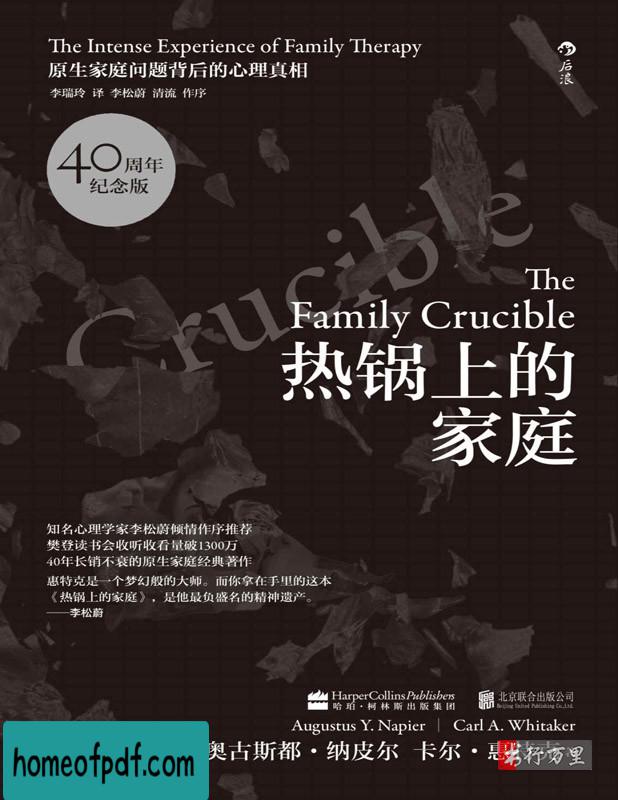 The Intense Experience of Family Therapy
原生家庭问题背后的心理真相
李瑞玲 译 李松蔚 清流 作序
后浪
40周年
纪念版
Crucible
The
Family Crucible
热锅上的
家庭
知名心理学家李松蔚倾情作序推荐
樊登读书会收听收看量破1300万
40年长销不衰的原生家庭经典著作
惠特克是一个梦幻般的大师。而你拿在手里的这本
《热锅上的家庭》，是他最负盛名的精神遗产。
——李松蔚
HarperCollinsPublishers
哈珀·柯林斯出版集团
北京联合出版公司
Beijing United Publishing Co.,Ltd.
Augustus Y. Napier | Carl A. Whitaker
奥古斯都·纳皮尔 卡尔·惠
书行万里
homeofpdf.com